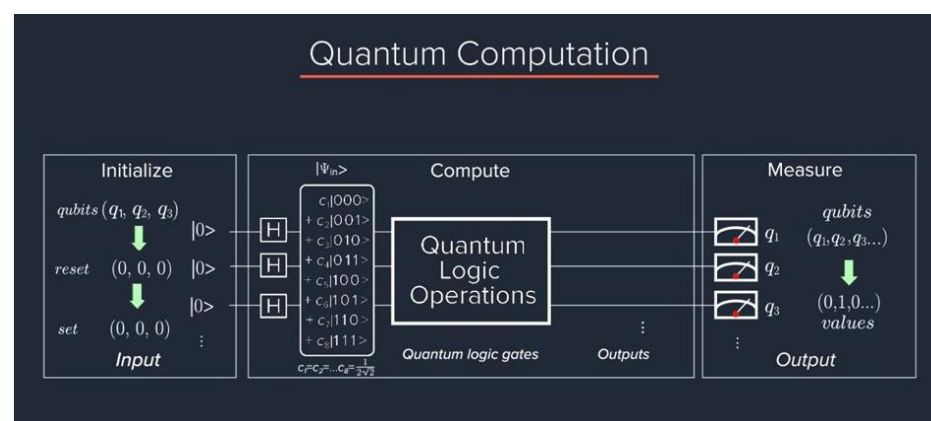 Quantum Computation
Initialize
qubits (q₁, q₂, q₃)
|0>
reset (0, 0, 0) |0>
|0>
set (0, 0, 0)
⋮
Input
|Ψin>
Compute
H
H
H
c₁|000>
+ c₂|001>
+ c₃|010>
+ c₄|011>
+ c₅|100>
+ c₆|101>
+ c₇|110>
+ c₈|111>
c₁=c₂=...c₈=1/2√2
Quantum
Logic
Operations
Quantum logic gates
⋮
Outputs
Measure
q₁
q₂
q₃
⋮
qubits
(q₁,q₂,q₃...)
(0,1,0...)
values
Output